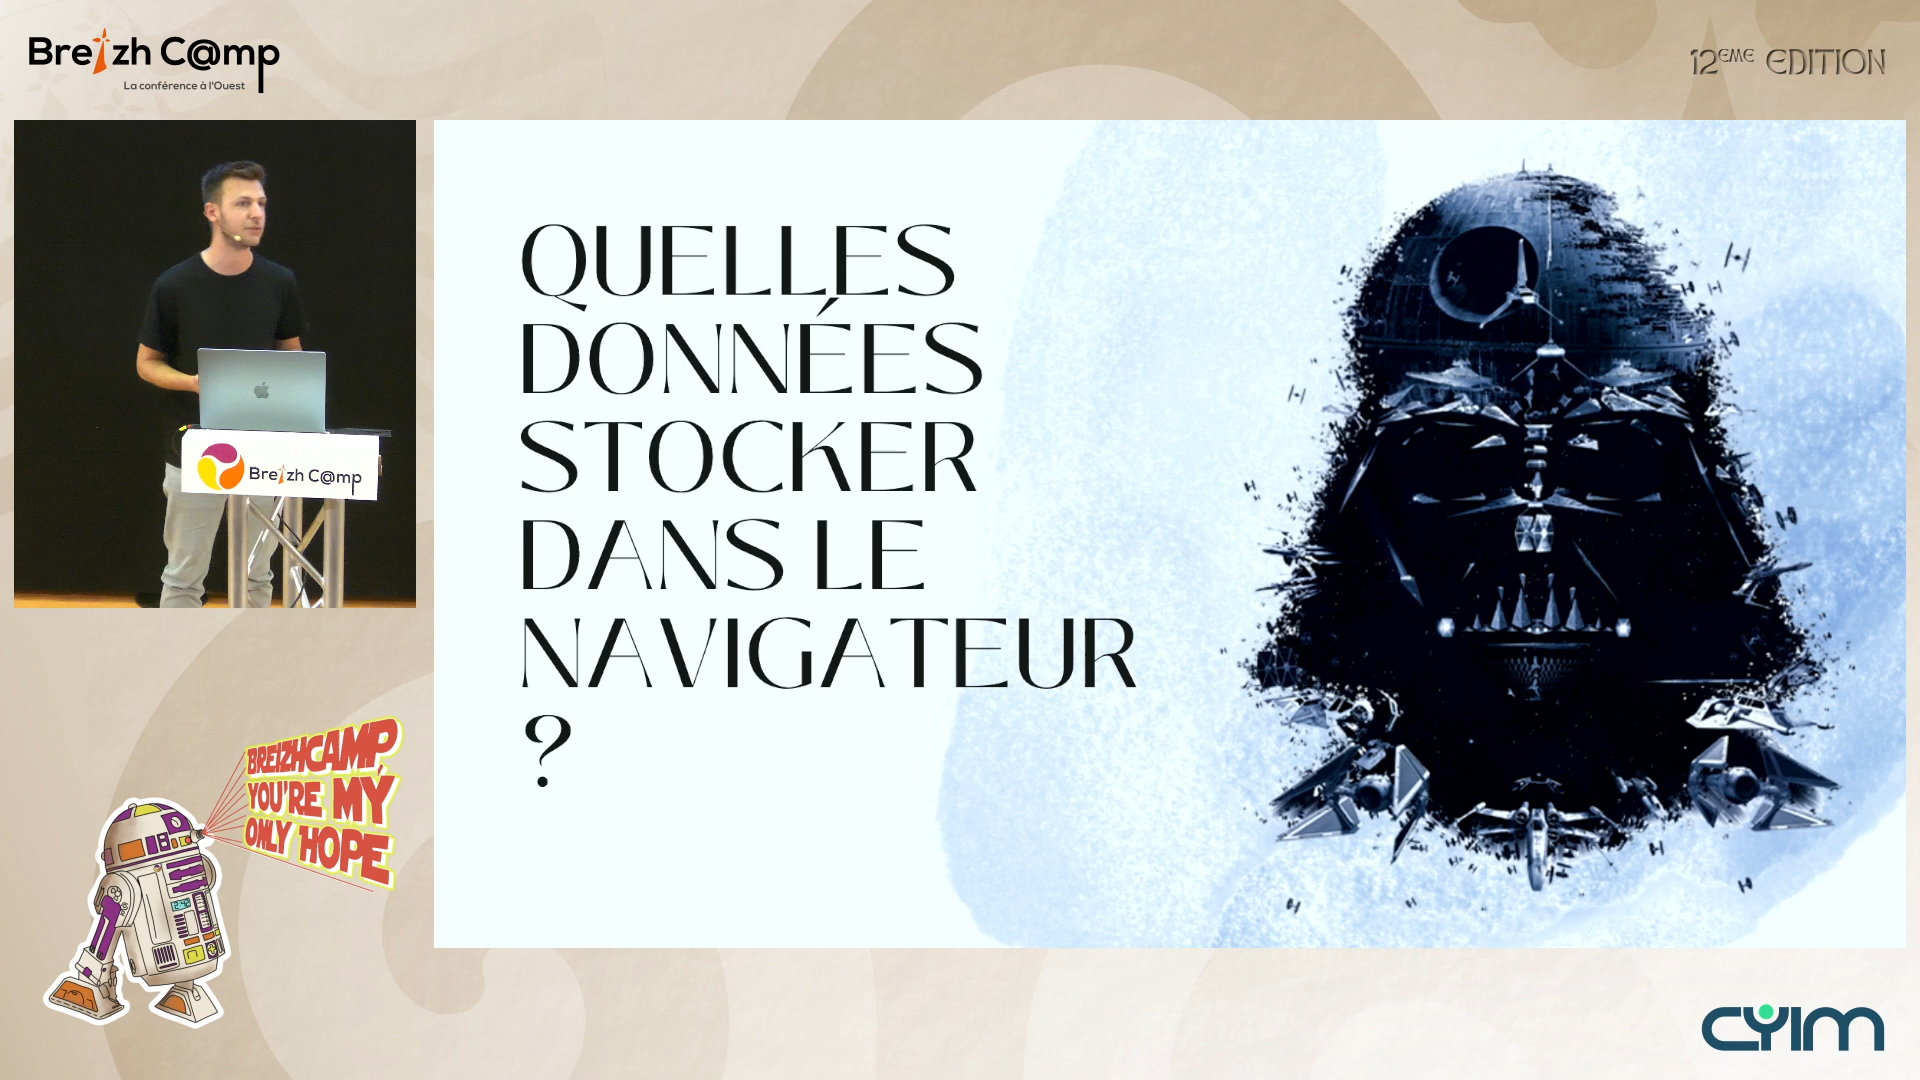 Breizh C@mp
La conférence à l'Ouest
12ÈME EDITION
QUELLES
DONNÉES
STOCKER
DANS LE
NAVIGATEUR
?
Breizh C@mp
BREIZHCAMP,
YOU'RE MY
ONLY HOPE
CYIM